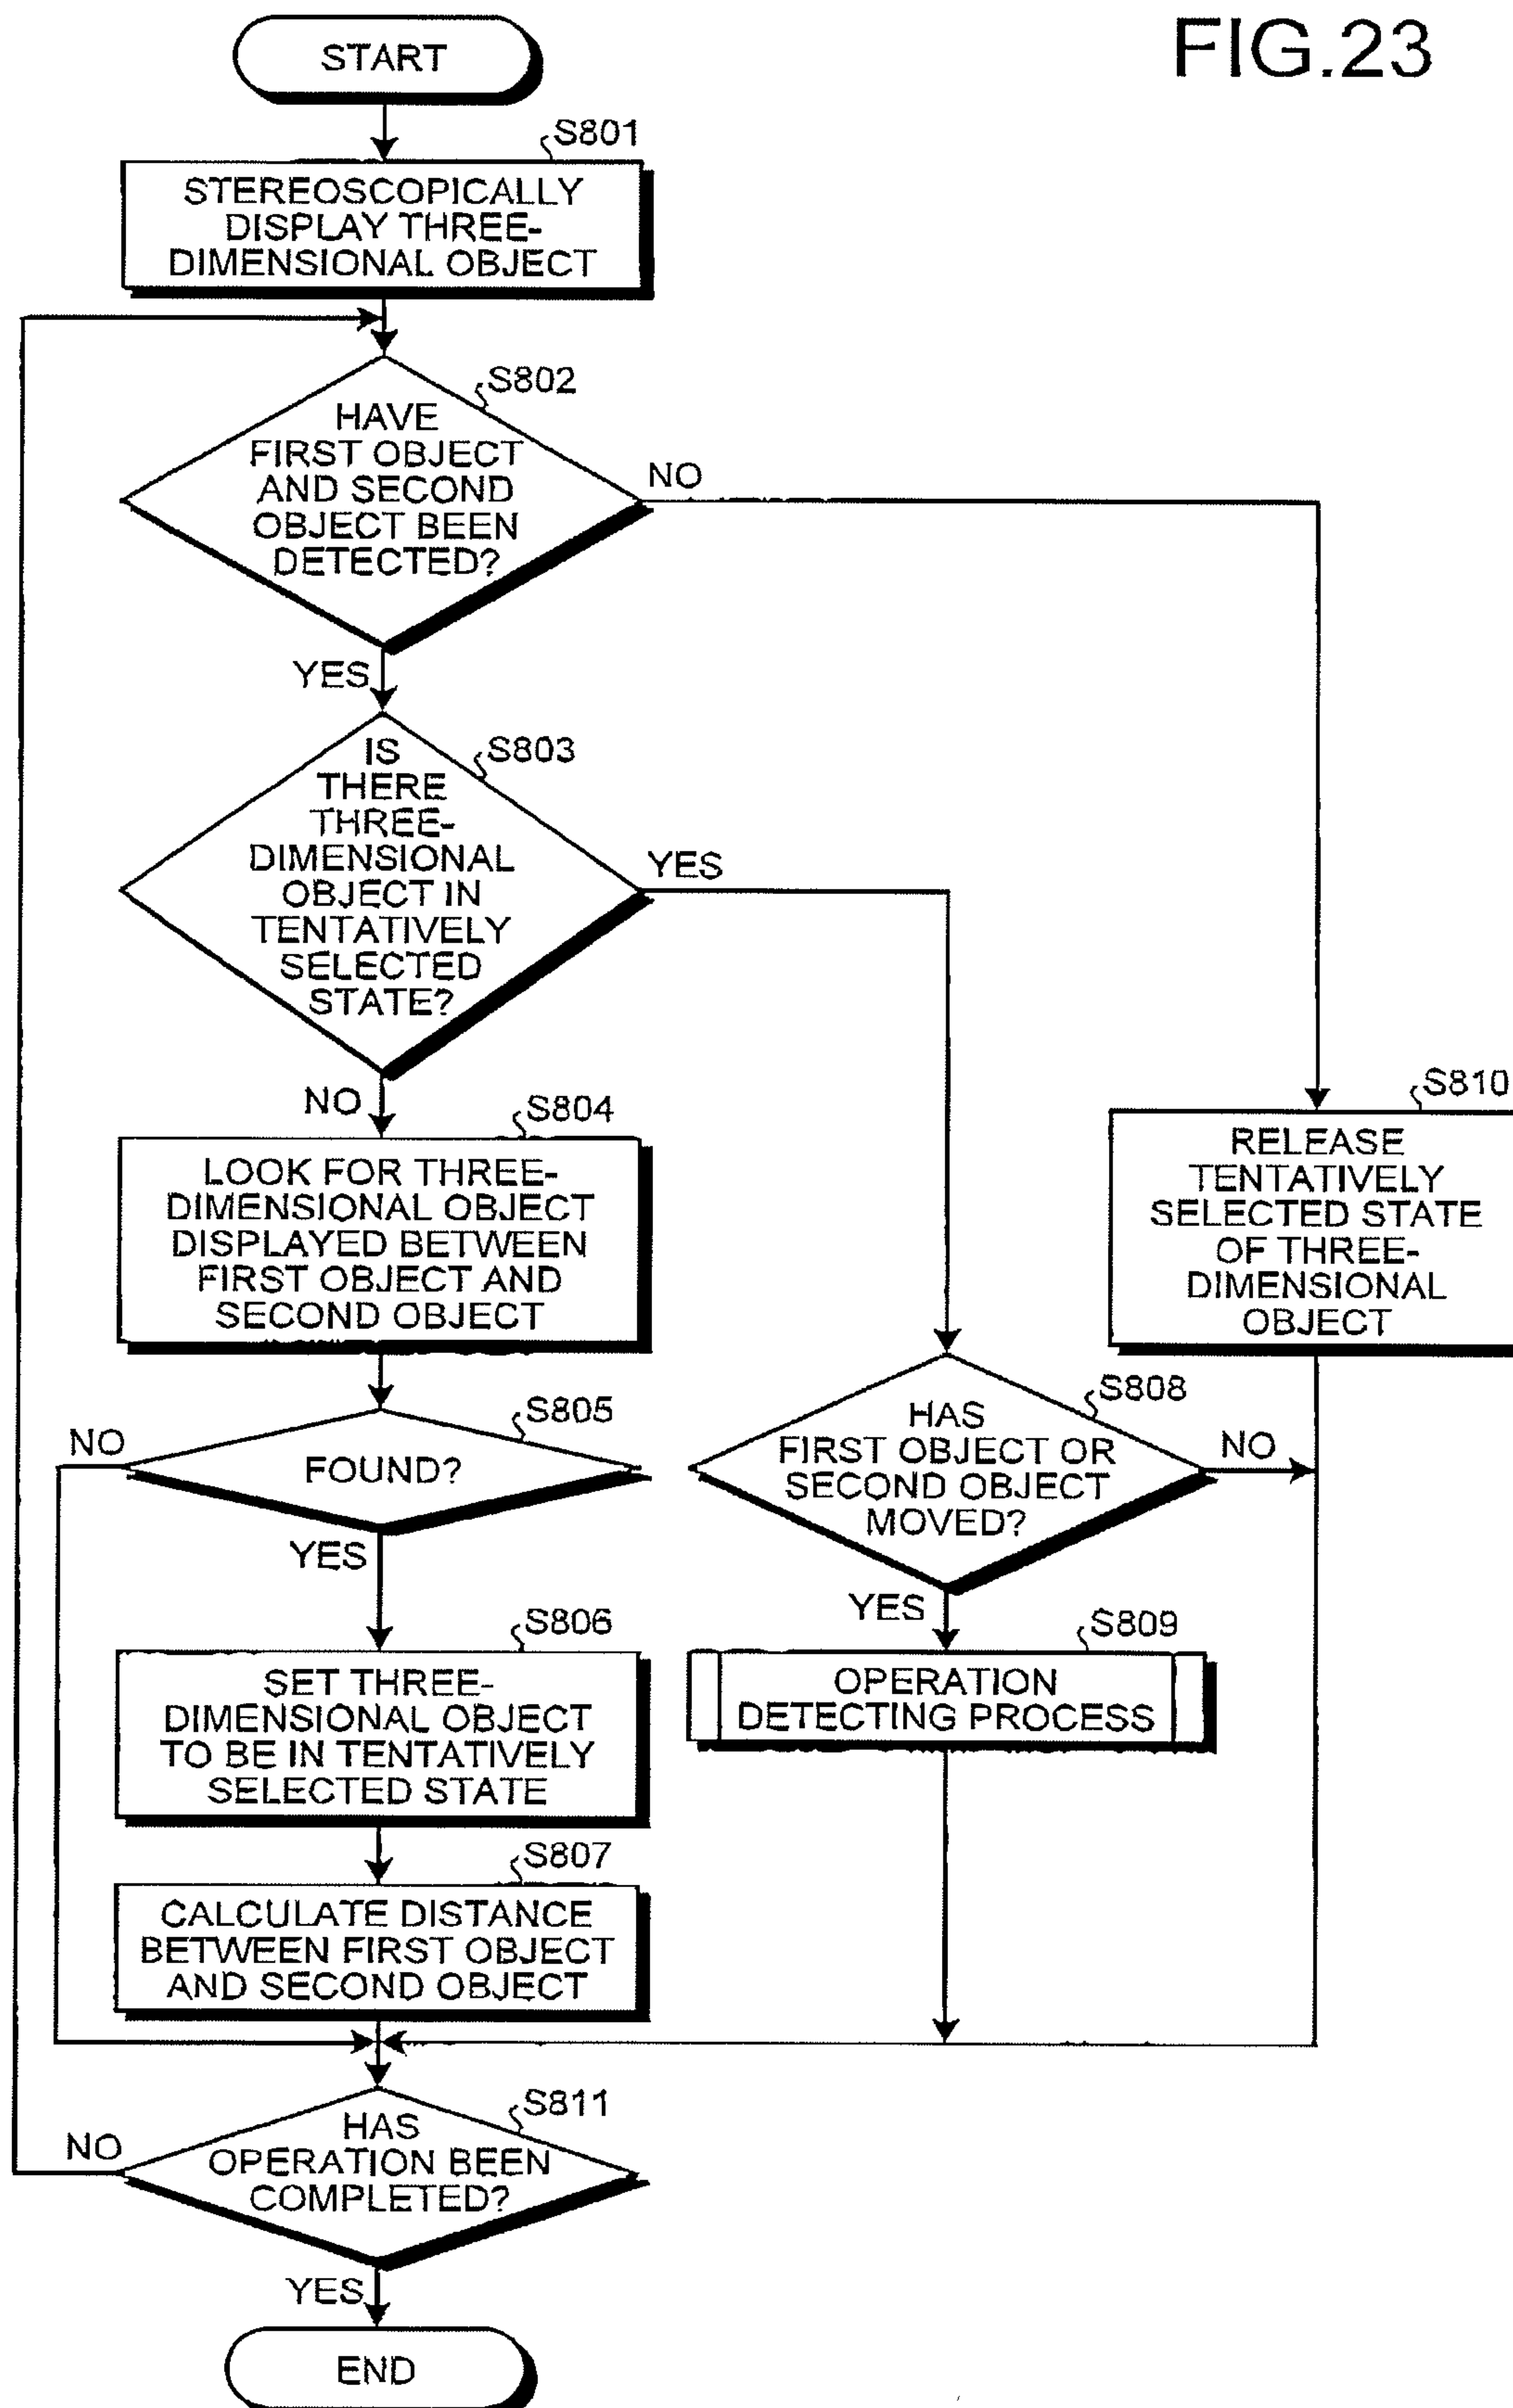 FIG.23
START
S801
STEREOSCOPICALLY
DISPLAY THREE-
DIMENSIONAL OBJECT
S802
HAVE
FIRST OBJECT
AND SECOND
OBJECT BEEN
DETECTED?
NO
YES
S803
IS
THERE
THREE-
DIMENSIONAL
OBJECT IN
TENTATIVELY
SELECTED
STATE?
YES
NO
S804
LOOK FOR THREE-
DIMENSIONAL OBJECT
DISPLAYED BETWEEN
FIRST OBJECT AND
SECOND OBJECT
S805
NO
FOUND?
YES
S806
SET THREE-
DIMENSIONAL OBJECT
TO BE IN TENTATIVELY
SELECTED STATE
S807
CALCULATE DISTANCE
BETWEEN FIRST OBJECT
AND SECOND OBJECT
S808
HAS
FIRST OBJECT OR
SECOND OBJECT
MOVED?
NO
YES
S809
OPERATION
DETECTING PROCESS
S810
RELEASE
TENTATIVELY
SELECTED STATE
OF THREE-
DIMENSIONAL
OBJECT
S811
NO
HAS
OPERATION BEEN
COMPLETED?
YES
END